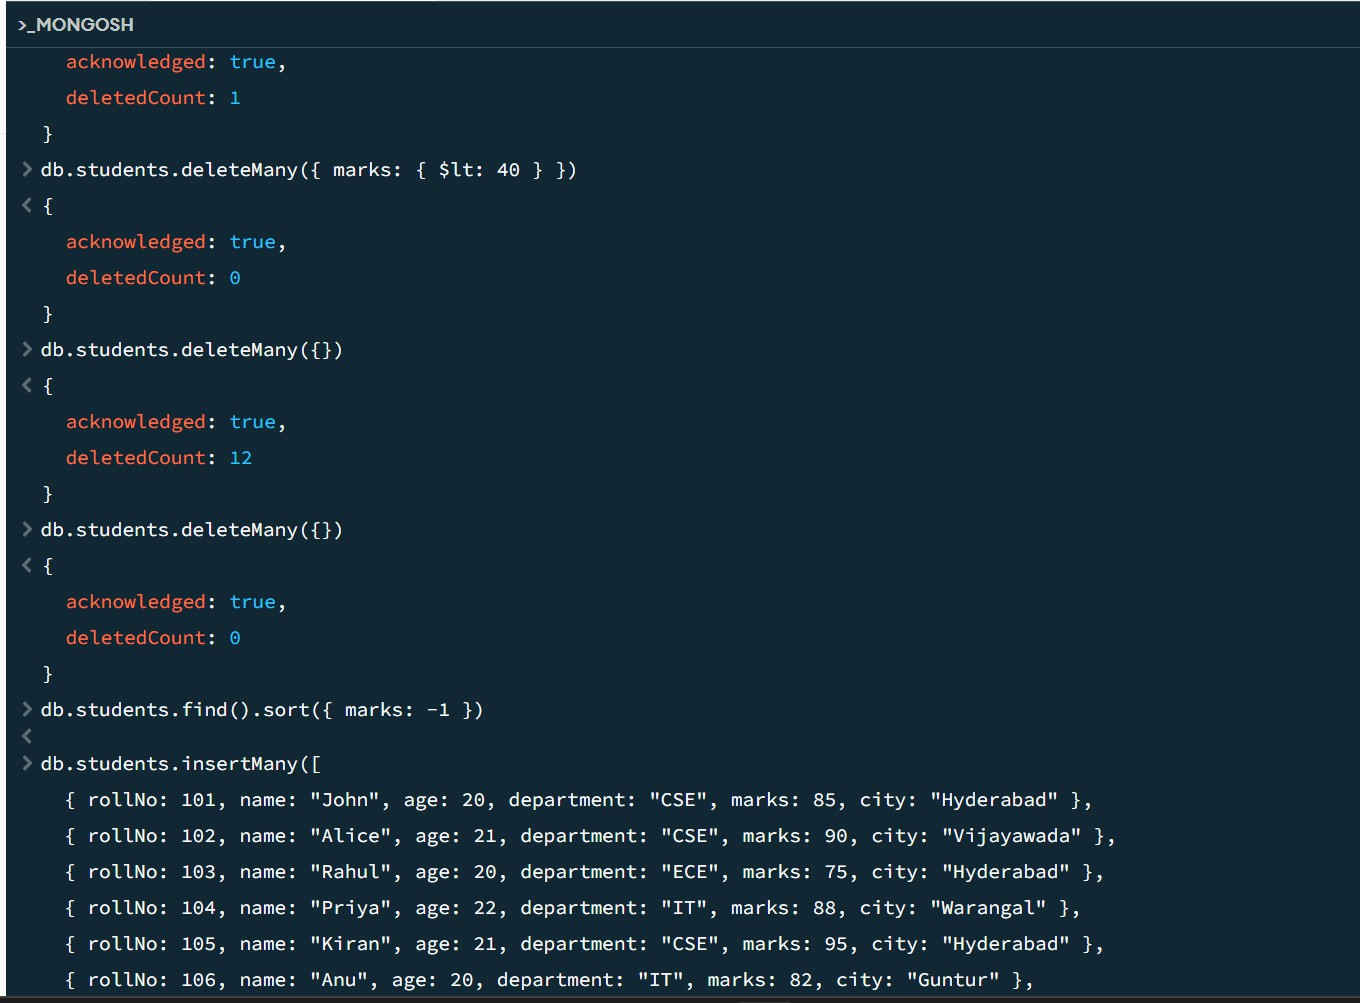 >_MONGOSH
acknowledged: true,
deletedCount: 1
}
> db.students.deleteMany({ marks: { $lt: 40 } })
< {
acknowledged: true,
deletedCount: 0
}
> db.students.deleteMany({})
< {
acknowledged: true,
deletedCount: 12
}
> db.students.deleteMany({})
< {
acknowledged: true,
deletedCount: 0
}
> db.students.find().sort({ marks: -1 })
<
> db.students.insertMany([
{ rollNo: 101, name: "John", age: 20, department: "CSE", marks: 85, city: "Hyderabad" },
{ rollNo: 102, name: "Alice", age: 21, department: "CSE", marks: 90, city: "Vijayawada" },
{ rollNo: 103, name: "Rahul", age: 20, department: "ECE", marks: 75, city: "Hyderabad" },
{ rollNo: 104, name: "Priya", age: 22, department: "IT", marks: 88, city: "Warangal" },
{ rollNo: 105, name: "Kiran", age: 21, department: "CSE", marks: 95, city: "Hyderabad" },
{ rollNo: 106, name: "Anu", age: 20, department: "IT", marks: 82, city: "Guntur" },